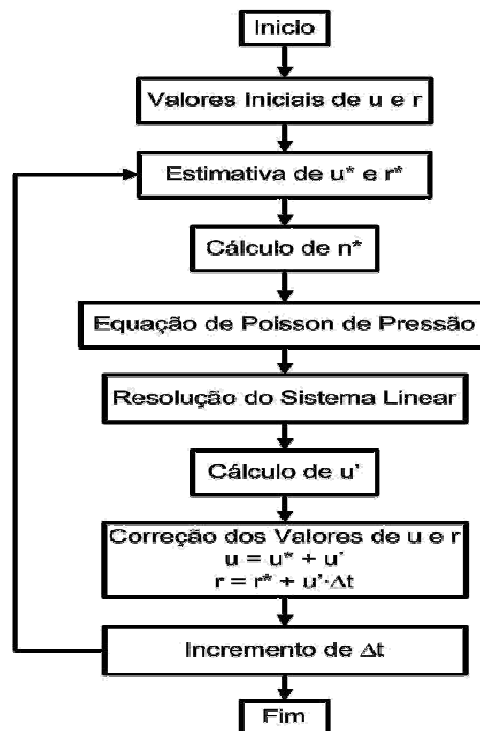 Inicio
Valores Iniciais de u e r
Estimativa de u* e r*
Cálculo de n*
Equação de Poisson de Pressão
Resolução do Sistema Linear
Cálculo de u'
Correção dos Valores de u e r
u = u* + u'
r = r* + u'·Δt
Incremento de Δt
Fim